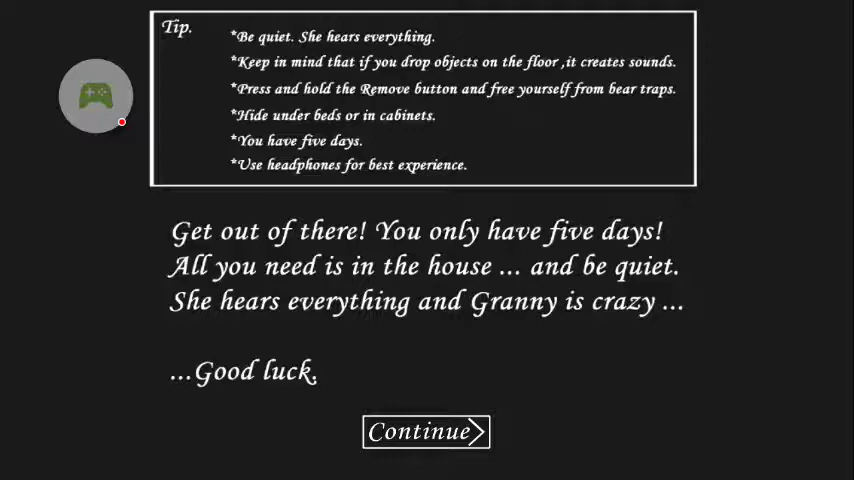 Tip.
*Be quiet. She hears everything.
*Keep in mind that if you drop objects on the floor ,it creates sounds.
*Press and hold the Remove button and free yourself from bear traps.
*Hide under beds or in cabinets.
*You have five days.
*Use headphones for best experience.
Get out of there! You only have five days!
All you need is in the house ... and be quiet.
She hears everything and Granny is crazy ...
...Good luck.
Continue